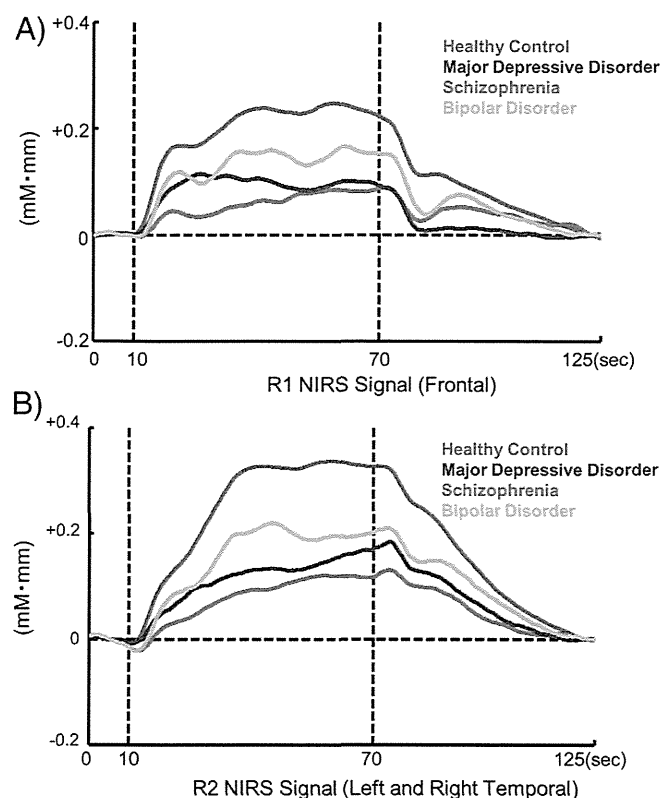 A)
+0.4
+0.2
0
-0.2
(mM·mm)
Healthy Control
Major Depressive Disorder
Schizophrenia
Bipolar Disorder
0 10 70 125(sec)
R1 NIRS Signal (Frontal)
B)
+0.4
+0.2
0
-0.2
(mM·mm)
Healthy Control
Major Depressive Disorder
Schizophrenia
Bipolar Disorder
0 10 70 125(sec)
R2 NIRS Signal (Left and Right Temporal)